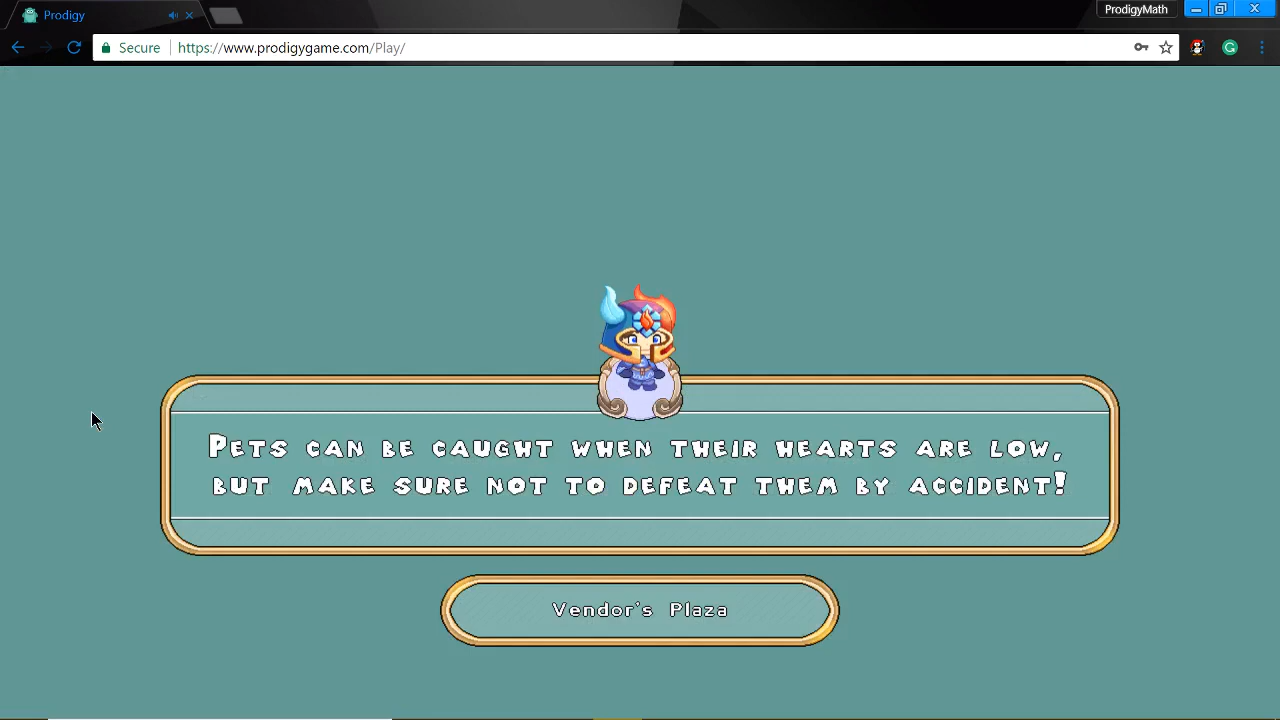 Prodigy
ProdigyMath
Secure
https://www.prodigygame.com/Play/
PETS CAN BE CAUGHT WHEN THEIR HEARTS ARE LOW,
BUT MAKE SURE NOT TO DEFEAT THEM BY ACCIDENT!
Vendor's Plaza